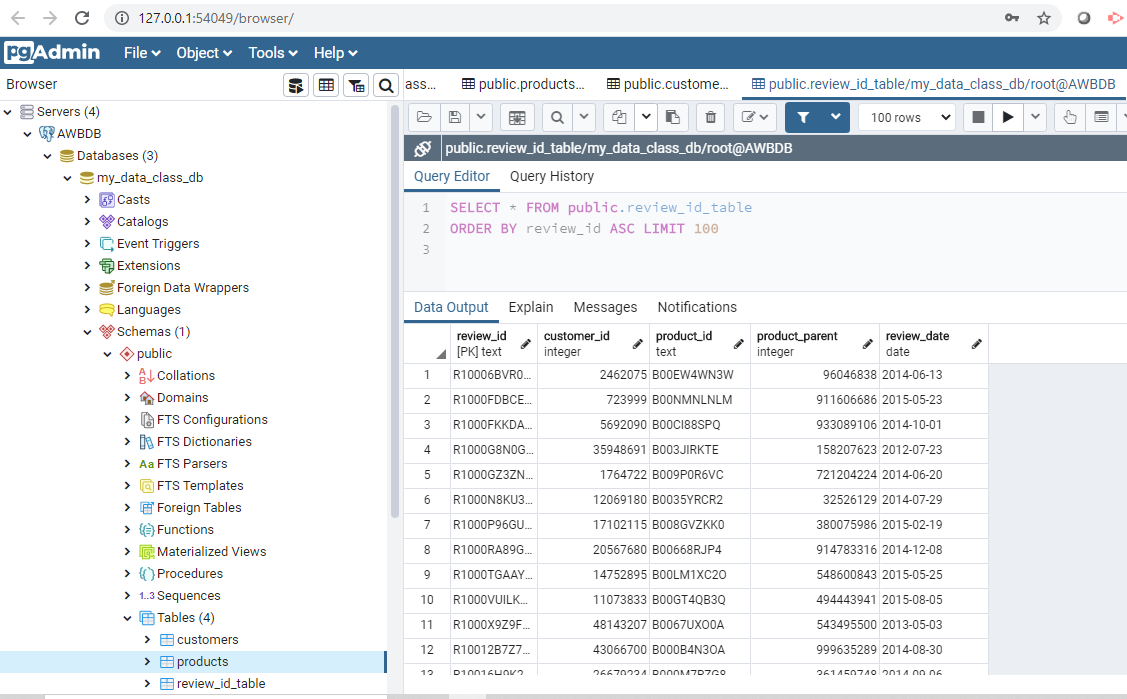 127.0.0.1:54049/browser/
pgAdmin File Object Tools Help
Browser
ass... public.products... public.custome... public.review_id_table/my_data_class_db/root@AWBDB
Servers (4)
AWBDB
Databases (3)
my_data_class_db
Casts
Catalogs
Event Triggers
Extensions
Foreign Data Wrappers
Languages
Schemas (1)
public
Collations
Domains
FTS Configurations
FTS Dictionaries
Aa FTS Parsers
FTS Templates
Foreign Tables
Functions
Materialized Views
Procedures
1..3 Sequences
Tables (4)
customers
products
review_id_table
100 rows
public.review_id_table/my_data_class_db/root@AWBDB
Query Editor Query History
1 SELECT * FROM public.review_id_table
2 ORDER BY review_id ASC LIMIT 100
3
Data Output Explain Messages Notifications
review_id customer_id product_id product_parent review_date
[PK] text integer text integer date
1 R10006BVR0... 2462075 B00EW4WN3W 96046838 2014-06-13
2 R1000FDBCE... 723999 B00NMNLNLM 911606686 2015-05-23
3 R1000FKKDA... 5692090 B00CI88SPQ 933089106 2014-10-01
4 R1000G8N0G... 35948691 B003JIRKTE 158207623 2012-07-23
5 R1000GZ3ZN... 1764722 B009P0R6VC 721204224 2014-06-20
6 R1000N8KU3... 12069180 B0035YRCR2 32526129 2014-07-29
7 R1000P96GU... 17102115 B008GVZKK0 380075986 2015-02-19
8 R1000RA89G... 20567680 B00668RJP4 914783316 2014-12-08
9 R1000TGAAY... 14752895 B00LM1XC2O 548600843 2015-05-25
10 R1000VUILK... 11073833 B00GT4QB3Q 494443941 2015-08-05
11 R1000X9Z9F... 48143207 B0067UXO0A 543495500 2013-05-03
12 R10012B7Z7... 43066700 B000B4N3OA 999635289 2014-08-30
13